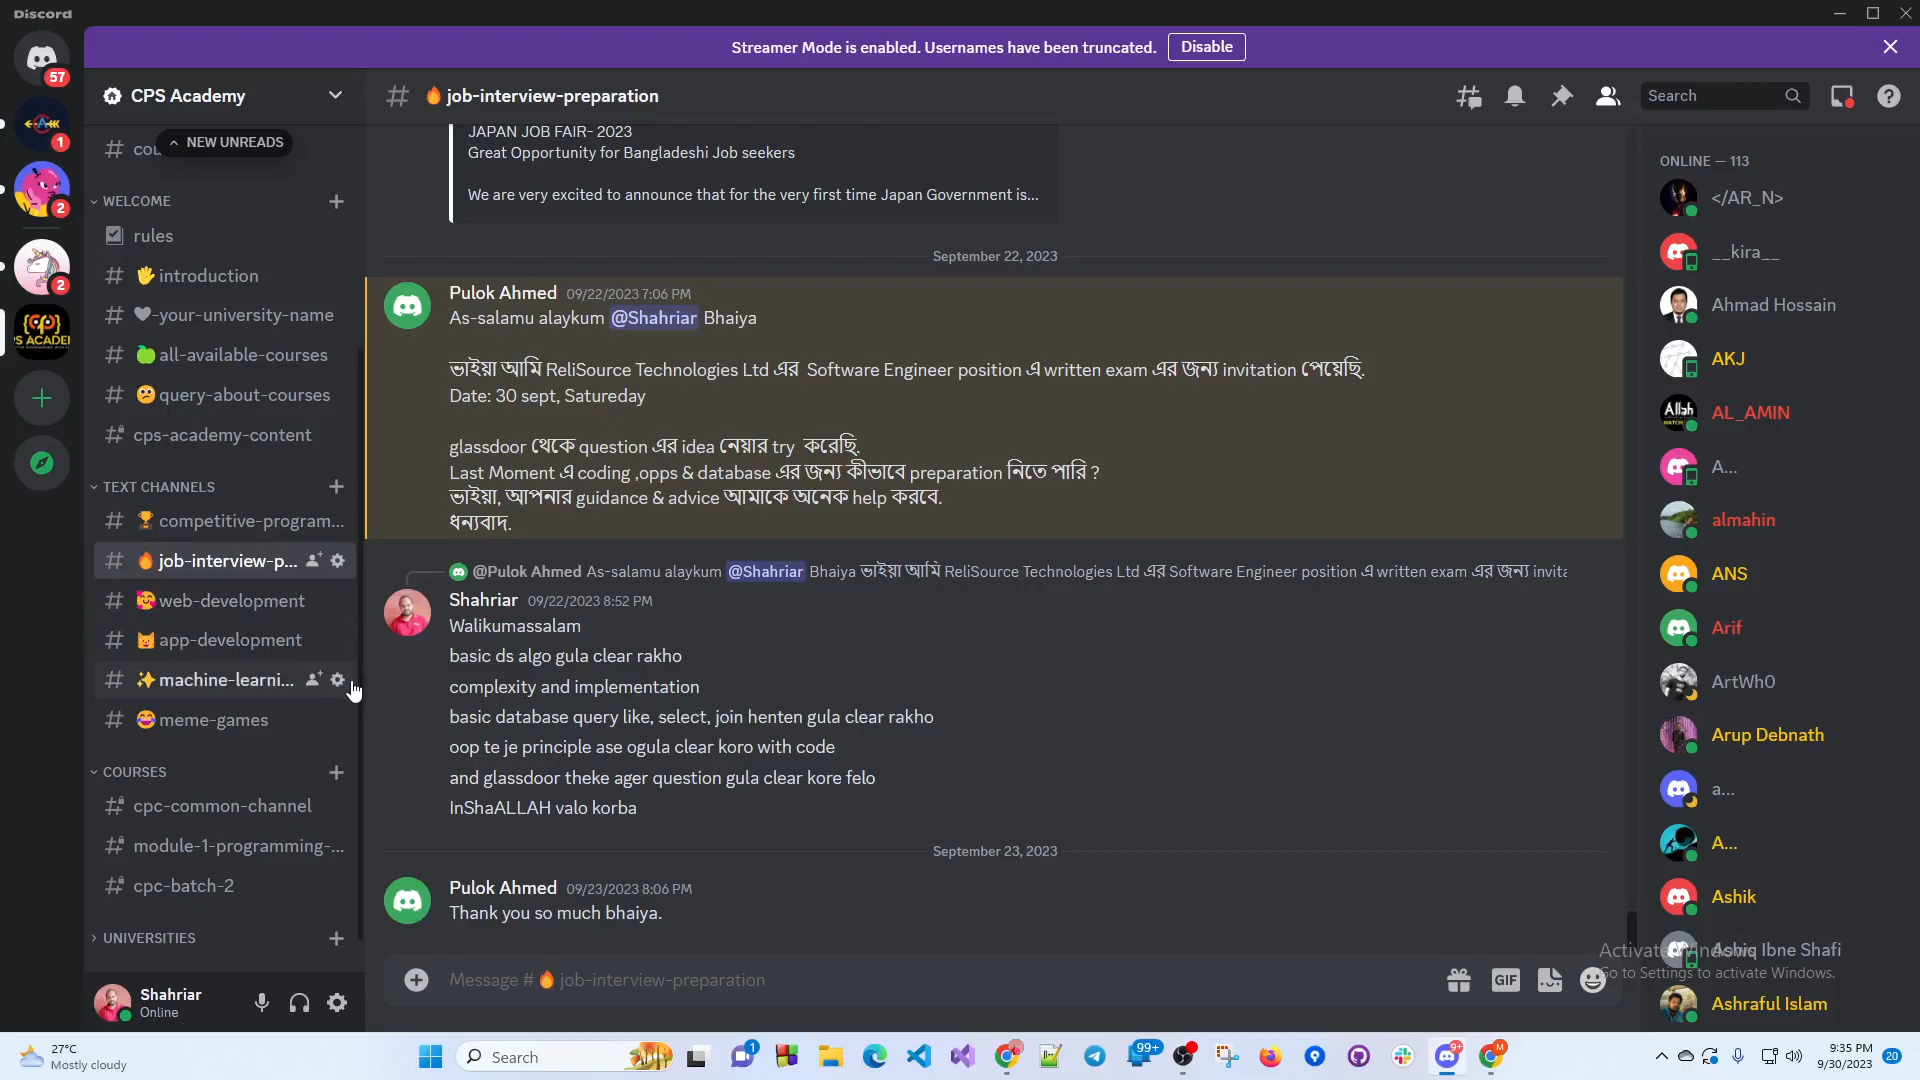 Discord
Streamer Mode is enabled. Usernames have been truncated.
Disable
57
1
2
2
CPS Academy
NEW UNREADS
WELCOME
rules
🖐introduction
🖤-your-university-name
🍏all-available-courses
😕query-about-courses
cps-academy-content
TEXT CHANNELS
🏆competitive-program...
🔥job-interview-p...
🥰web-development
😺app-development
✨machine-learni...
😂meme-games
COURSES
cpc-common-channel
module-1-programming-...
cpc-batch-2
UNIVERSITIES
Shahriar
Online
🔥job-interview-preparation
Search
JAPAN JOB FAIR- 2023
Great Opportunity for Bangladeshi Job seekers
We are very excited to announce that for the very first time Japan Government is...
September 22, 2023
Pulok Ahmed 09/22/2023 7:06 PM
As-salamu alaykum @Shahriar Bhaiya
ভাইয়া আমি ReliSource Technologies Ltd এর Software Engineer position এ written exam এর জন্য invitation পেয়েছি.
Date: 30 sept, Satureday
glassdoor থেকে question এর idea নেয়ার try করেছি.
Last Moment এ coding ,opps & database এর জন্য কীভাবে preparation নিতে পারি ?
ভাইয়া, আপনার guidance & advice আমাকে অনেক help করবে.
ধন্যবাদ.
@Pulok Ahmed As-salamu alaykum @Shahriar Bhaiya ভাইয়া আমি ReliSource Technologies Ltd এর Software Engineer position এ written exam এর জন্য invita
Shahriar 09/22/2023 8:52 PM
Walikumassalam
basic ds algo gula clear rakho
complexity and implementation
basic database query like, select, join henten gula clear rakho
oop te je principle ase ogula clear koro with code
and glassdoor theke ager question gula clear kore felo
InShaALLAH valo korba
September 23, 2023
Pulok Ahmed 09/23/2023 8:06 PM
Thank you so much bhaiya.
Message #🔥job-interview-preparation
GIF
ONLINE — 113
</AR_N>
__kira__
Ahmad Hossain
AKJ
AL_AMIN
A...
almahin
ANS
Arif
ArtWh0
Arup Debnath
a...
A...
Ashik
Ashiq Ibne Shafi
Ashraful Islam
Activate Windows
Go to Settings to activate Windows.
27°C
Mostly cloudy
Search
1
99+
9+
M
9:35 PM
9/30/2023
20